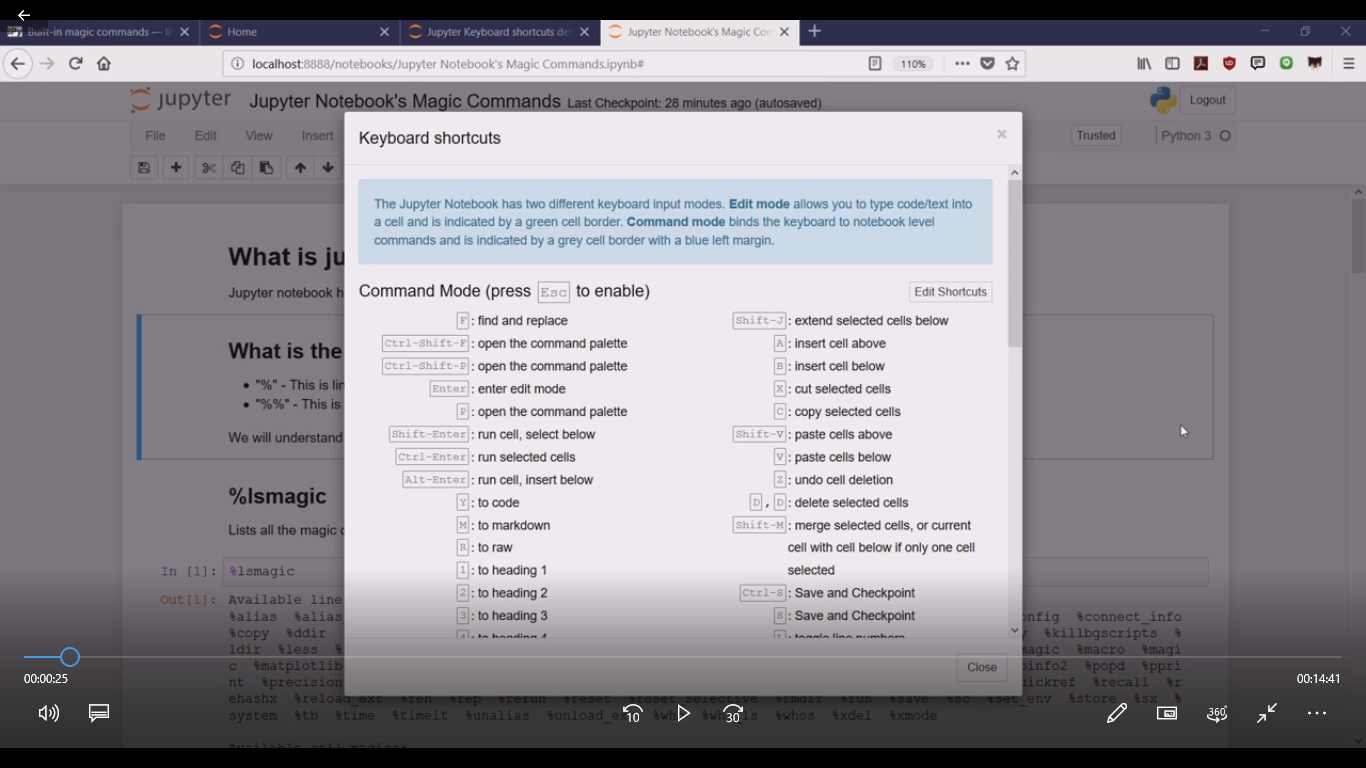 Built-in magic commands — IP
Home
Jupyter Keyboard shortcuts de
Jupyter Notebook's Magic Con
localhost:8888/notebooks/Jupyter Notebook's Magic Commands.ipynb#
110%
jupyter
Jupyter Notebook's Magic Commands Last Checkpoint: 28 minutes ago (autosaved)
Logout
File Edit View Insert
Trusted
Python 3
Keyboard shortcuts
The Jupyter Notebook has two different keyboard input modes. Edit mode allows you to type code/text into
a cell and is indicated by a green cell border. Command mode binds the keyboard to notebook level
commands and is indicated by a grey cell border with a blue left margin.
Command Mode (press Esc to enable)
Edit Shortcuts
F : find and replace
Ctrl-Shift-F : open the command palette
Ctrl-Shift-P : open the command palette
Enter : enter edit mode
P : open the command palette
Shift-Enter : run cell, select below
Ctrl-Enter : run selected cells
Alt-Enter : run cell, insert below
Y : to code
M : to markdown
R : to raw
1 : to heading 1
2 : to heading 2
3 : to heading 3
4 : to heading 4
Shift-J : extend selected cells below
A : insert cell above
B : insert cell below
X : cut selected cells
C : copy selected cells
Shift-V : paste cells above
V : paste cells below
Z : undo cell deletion
D , D : delete selected cells
Shift-M : merge selected cells, or current
cell with cell below if only one cell
selected
Ctrl-S : Save and Checkpoint
S : Save and Checkpoint
L : toggle line numbers
Close
What is ju
Jupyter notebook h
What is the
• "%" - This is lin
• "%%" - This is
We will understand
%lsmagic
Lists all the magic c
In [1]: %lsmagic
Out[1]: Available line
%alias %alias_ onfig %connect_info
%copy %ddir %killbgscripts %
ldir %less % magic %macro %magi
c %matplotlib info2 %popd %ppri
nt %precision uickref %recall %r
ehashx %reload_ext %ren %rep %rerun %reset %reset_selective %rmdir %run %save %sc %set_env %store %sx %
system %tb %time %timeit %unalias %unload_ex %who %who_ls %whos %xdel %xmode
Available cell magics:
00:00:25
00:14:41
10
30
360°